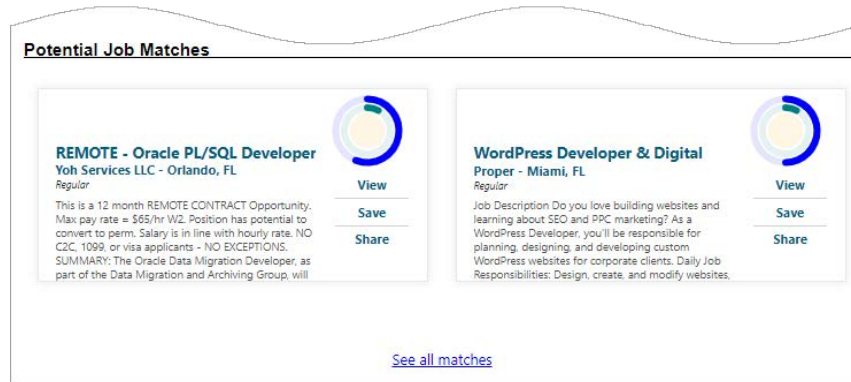 Potential Job Matches
REMOTE - Oracle PL/SQL Developer
Yoh Services LLC - Orlando, FL
Regular
This is a 12 month REMOTE CONTRACT Opportunity.
Max pay rate = $65/hr W2. Position has potential to
convert to perm. Salary is in line with hourly rate. NO
C2C, 1099, or visa applicants - NO EXCEPTIONS.
SUMMARY: The Oracle Data Migration Developer, as
part of the Data Migration and Archiving Group, will
View
Save
Share
WordPress Developer & Digital
Proper - Miami, FL
Regular
Job Description Do you love building websites and
learning about SEO and PPC marketing? As a
WordPress Developer, you'll be responsible for
planning, designing, and developing custom
WordPress websites for corporate clients. Daily Job
Responsibilities: Design, create, and modify websites,
View
Save
Share
See all matches